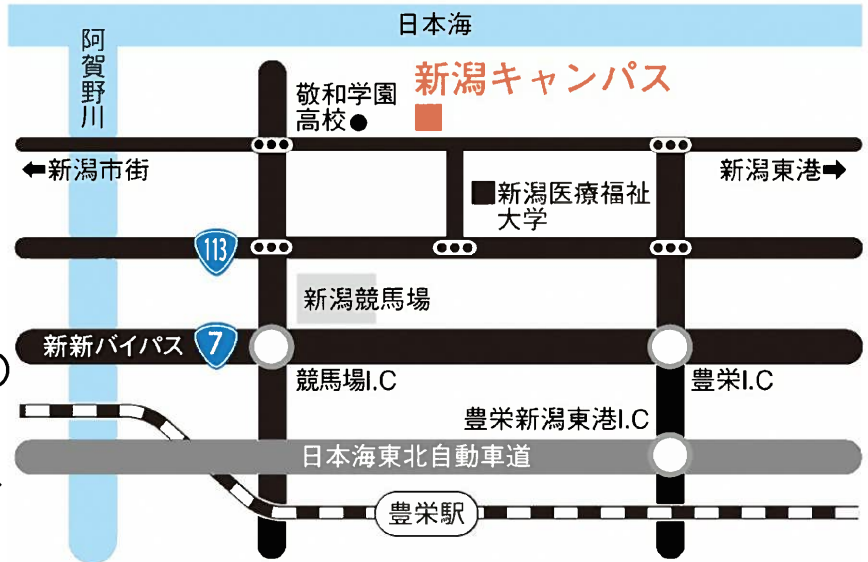 日本海
阿賀野川
新潟キャンパス
敬和学園
高校
新潟市街
新潟東港
新潟医療福祉
大学
113
新潟競馬場
新新バイパス
7
競馬場I.C
豊栄I.C
豊栄新潟東港I.C
日本海東北自動車道
豊栄駅